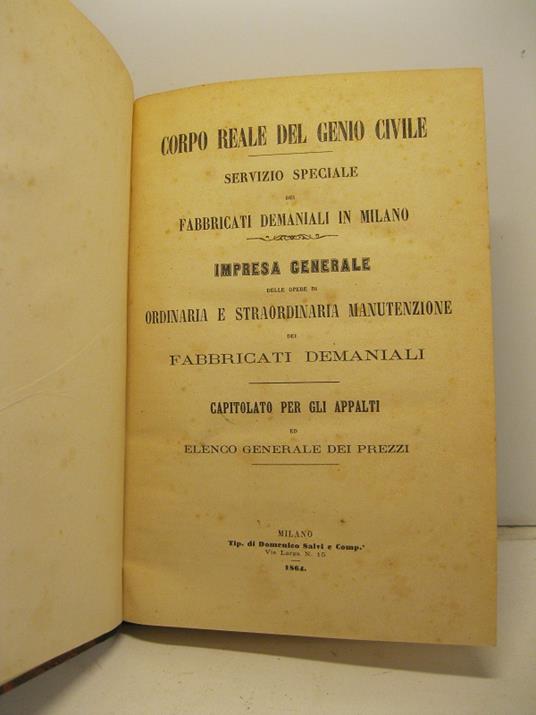 CORPO REALE DEL GENIO CIVILE
SERVIZIO SPECIALE
DEI
FABBRICATI DEMANIALI IN MILANO
IMPRESA GENERALE
DELLE OPERE DI
ORDINARIA E STRAORDINARIA MANUTENZIONE
DEI
FABBRICATI DEMANIALI
CAPITOLATO PER GLI APPALTI
ED
ELENCO GENERALE DEI PREZZI
MILANO
Tip. di Domenico Salvi e Comp.º
Via Larga N. 15
1864.